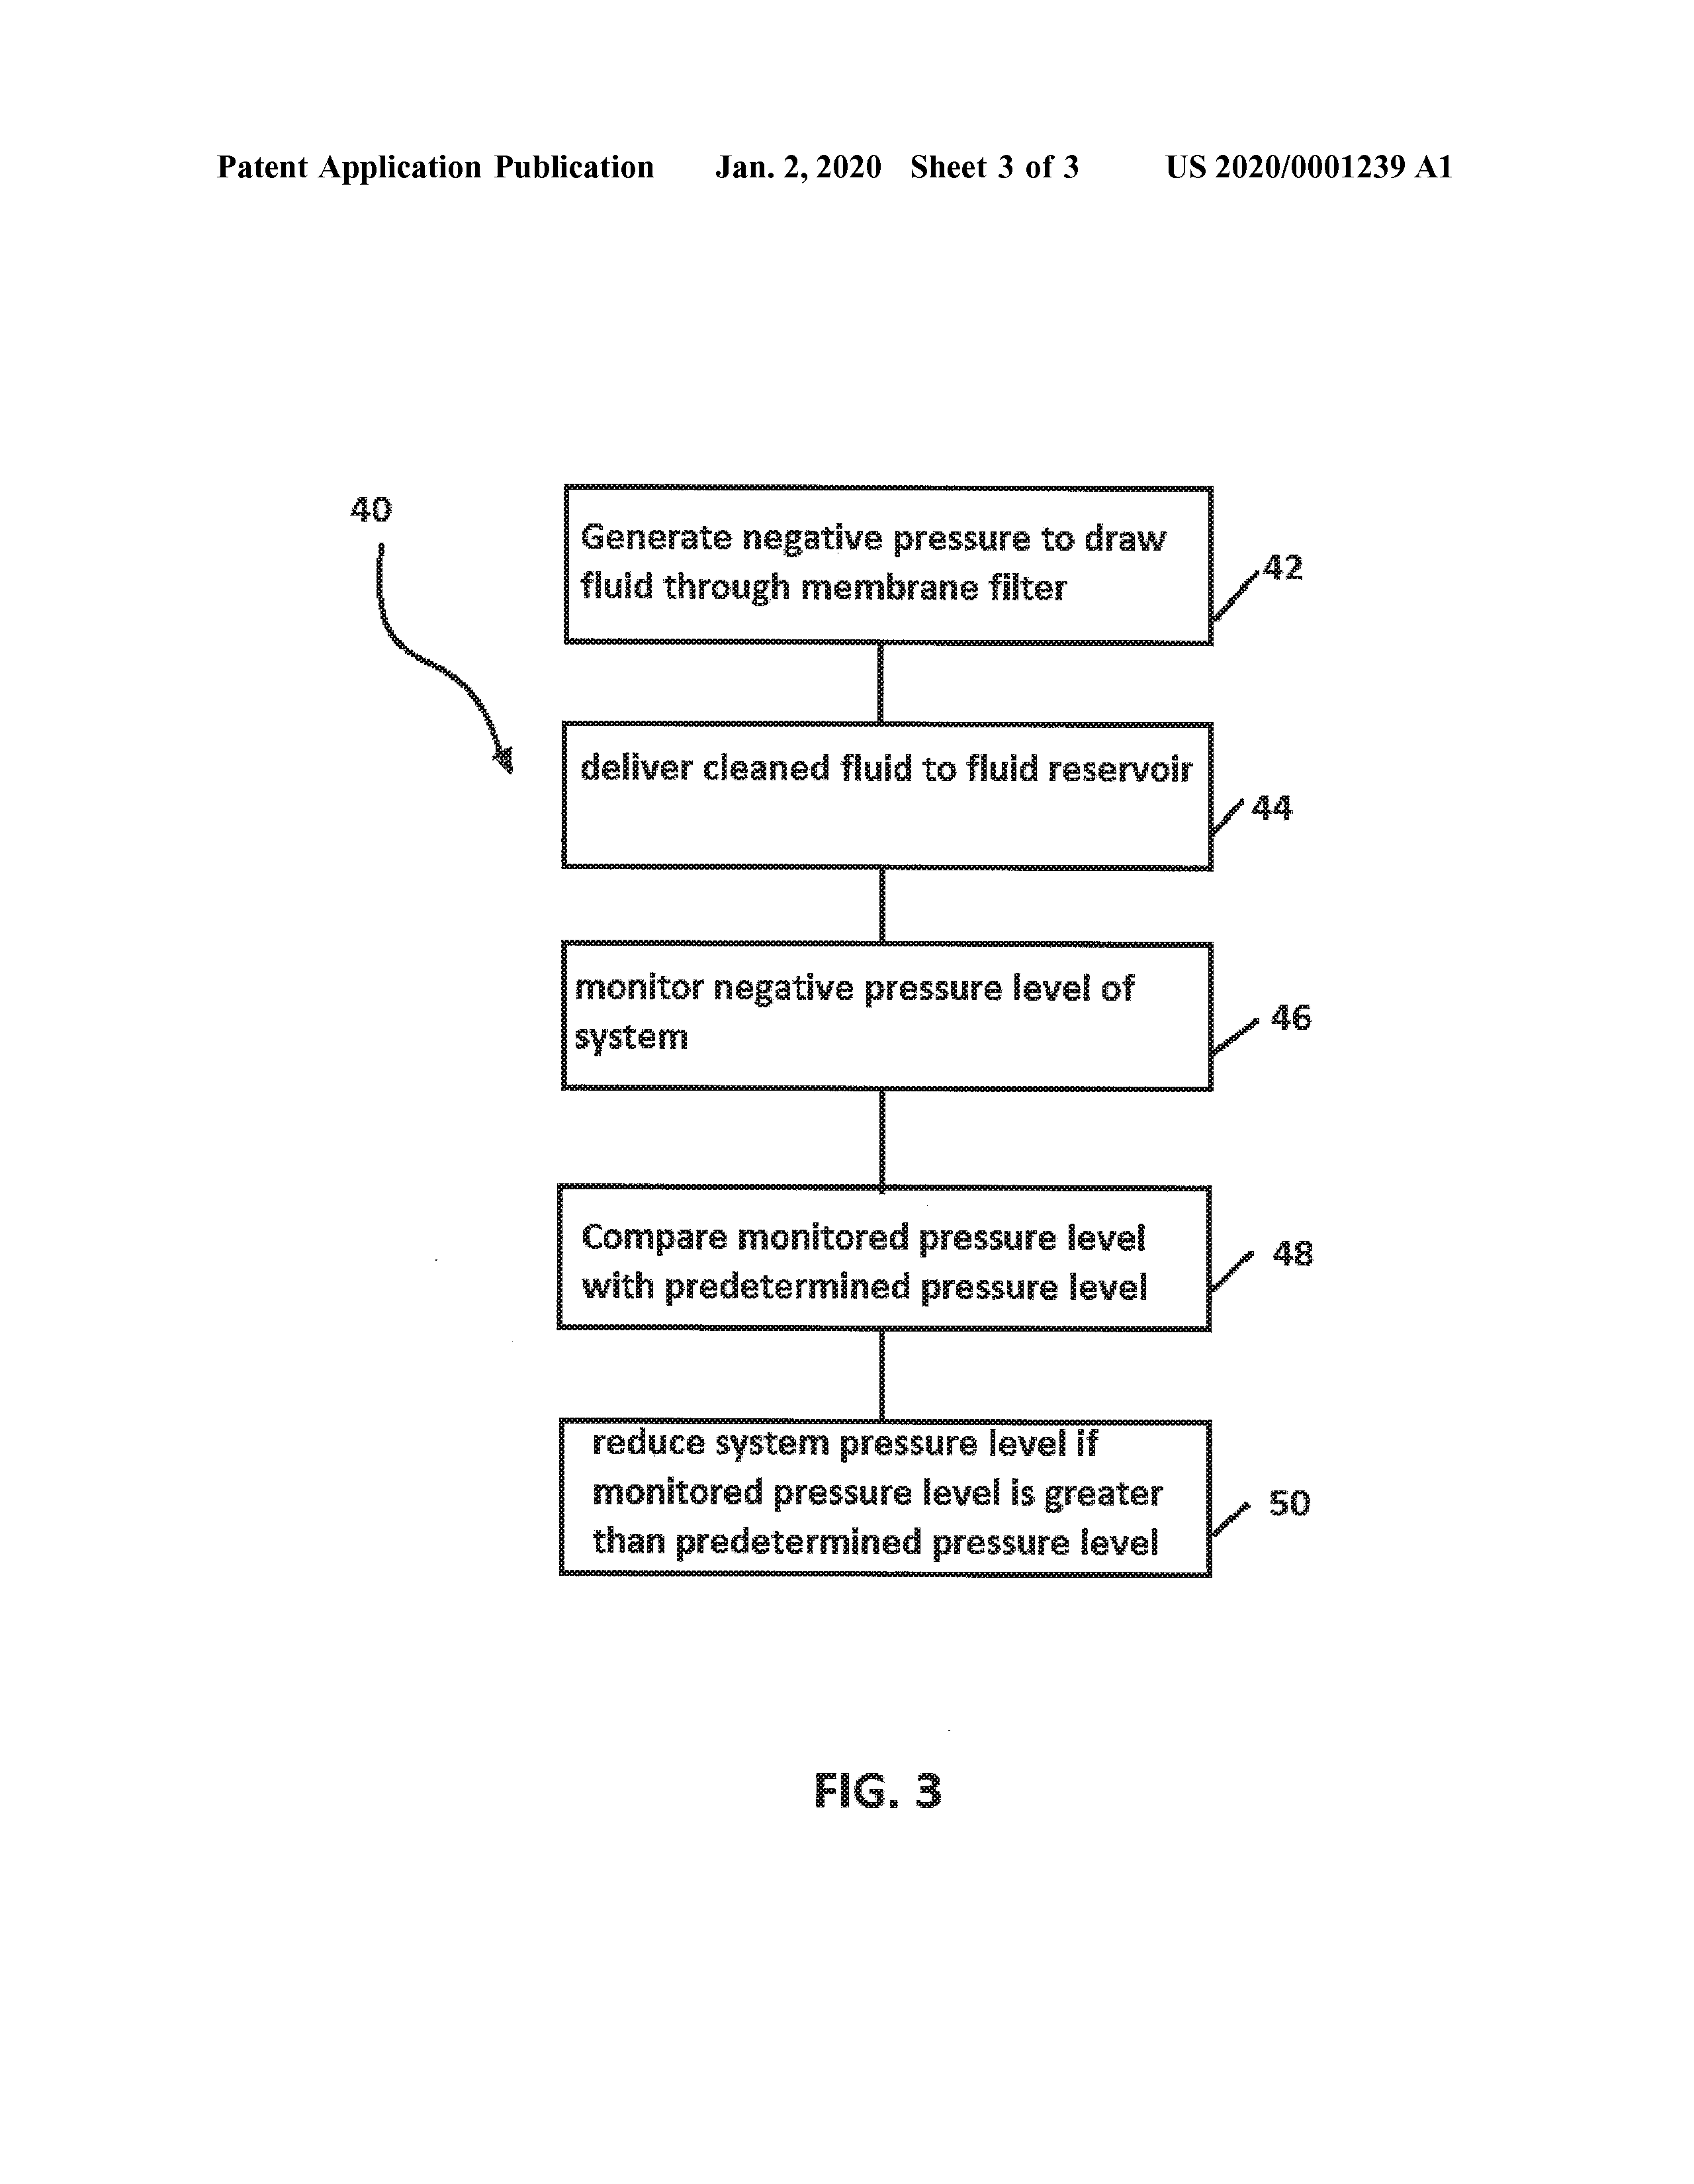 Patent Application Publication Jan. 2, 2020 Sheet 3 of 3 US 2020/0001239 A1
40
Generate negative pressure to draw
fluid through membrane filter
42
deliver cleaned fluid to fluid reservoir
44
monitor negative pressure level of
system
46
Compare monitored pressure level
with predetermined pressure level
48
reduce system pressure level if
monitored pressure level is greater
than predetermined pressure level
50
FIG. 3